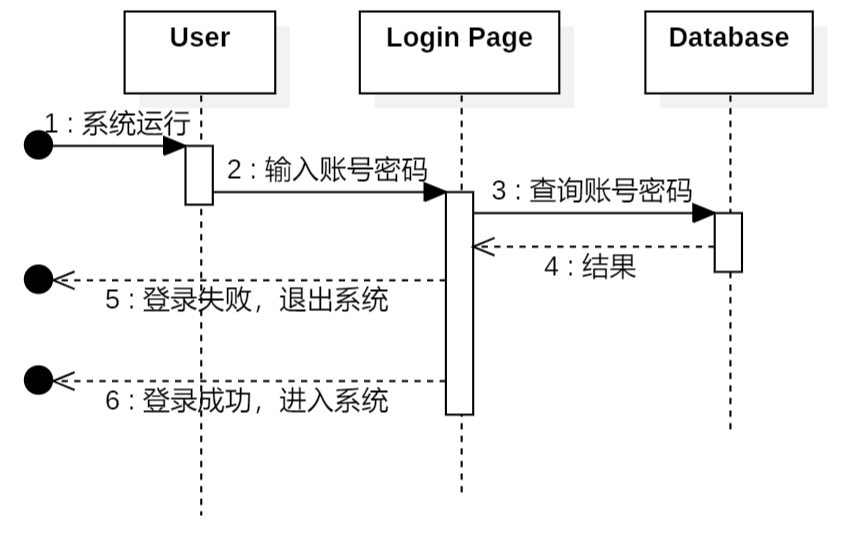 User
Login Page
Database
1 : 系统运行
2 : 输入账号密码
3 : 查询账号密码
4 : 结果
5 : 登录失败，退出系统
6 : 登录成功，进入系统